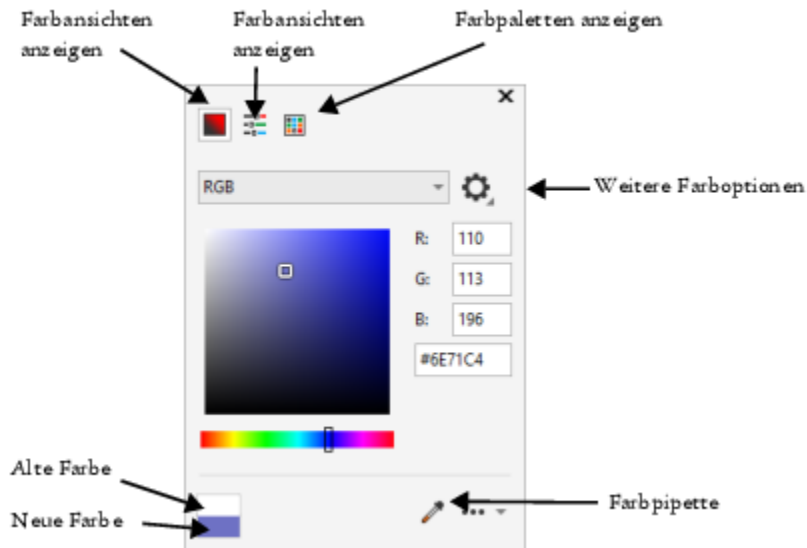 Farbansichten
anzeigen
Farbansichten
anzeigen
Farbpaletten anzeigen
RGB
Weitere Farboptionen
R: 110
G: 113
B: 196
#6E71C4
Alte Farbe
Neue Farbe
Farbpipette